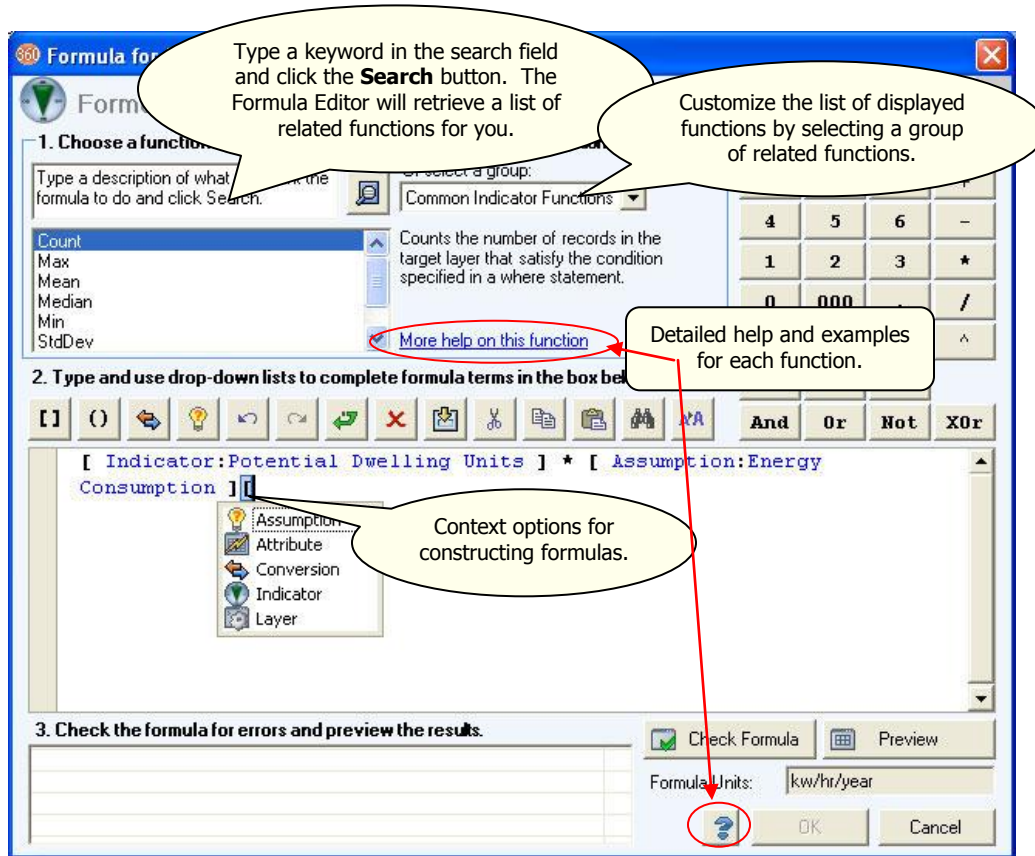 Formula for
Type a keyword in the search field
and click the Search button. The
Formula Editor will retrieve a list of
related functions for you.
Customize the list of displayed
functions by selecting a group
of related functions.
1. Choose a function
Type a description of what the
formula to do and click Search.
select a group:
Common Indicator Functions
Count
Max
Mean
Median
Min
StdDev
Counts the number of records in the
target layer that satisfy the condition
specified in a where statement.
More help on this function
4 5 6 -
1 2 3 *
0 000 . /
^
Detailed help and examples
for each function.
2. Type and use drop-down lists to complete formula terms in the box
[ ] ( )
And Or Not XOr
[ Indicator:Potential Dwelling Units ] * [ Assumption:Energy
Consumption ][
Assumption
Attribute
Conversion
Indicator
Layer
Context options for
constructing formulas.
3. Check the formula for errors and preview the results.
Check Formula
Preview
Formula Units: kw/hr/year
?
OK
Cancel